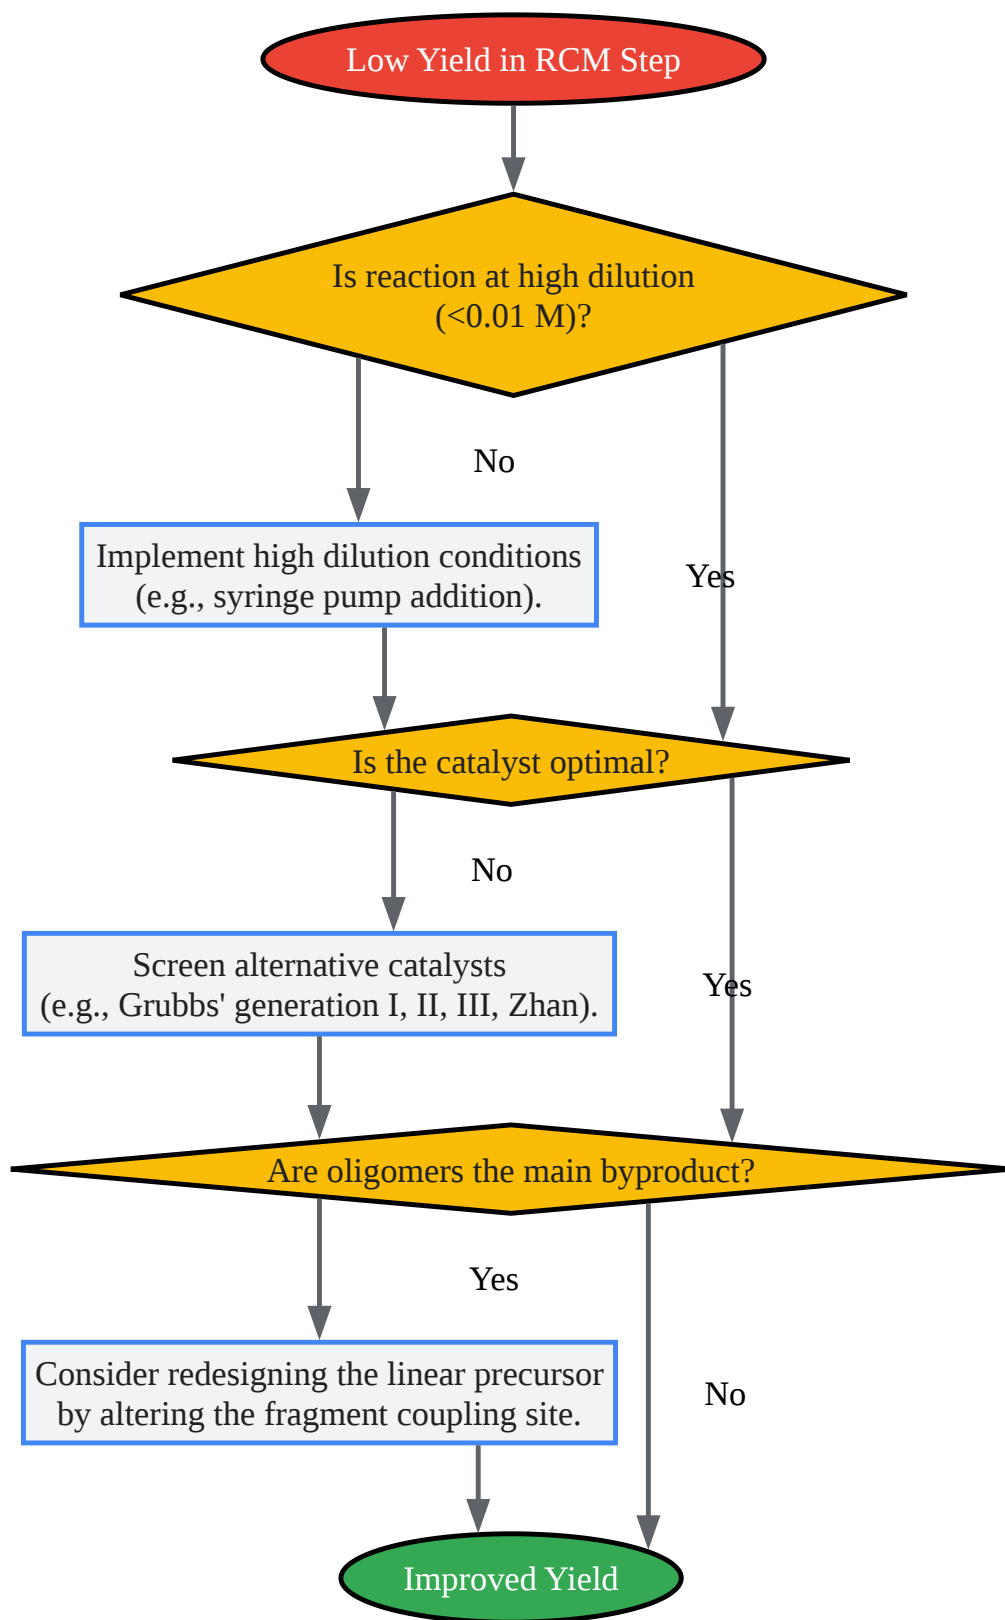 Low Yield in RCM Step
Is reaction at high dilution
(<0.01 M)?
No
Implement high dilution conditions
(e.g., syringe pump addition).
Yes
Is the catalyst optimal?
No
Screen alternative catalysts
(e.g., Grubbs' generation I, II, III, Zhan).
Yes
Are oligomers the main byproduct?
Yes
Consider redesigning the linear precursor
by altering the fragment coupling site.
No
Improved Yield